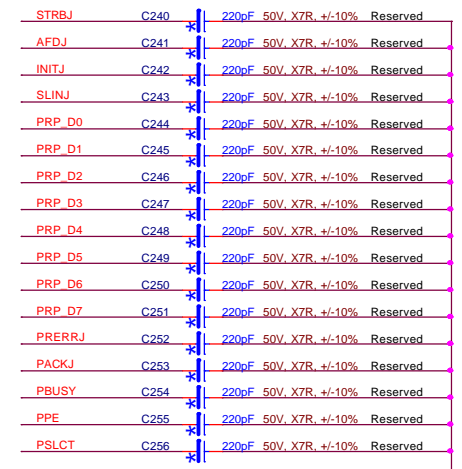 STRBJ C240 220pF 50V, X7R, +/-10% Reserved
AFDJ C241 220pF 50V, X7R, +/-10% Reserved
INITJ C242 220pF 50V, X7R, +/-10% Reserved
SLINJ C243 220pF 50V, X7R, +/-10% Reserved
PRP_D0 C244 220pF 50V, X7R, +/-10% Reserved
PRP_D1 C245 220pF 50V, X7R, +/-10% Reserved
PRP_D2 C246 220pF 50V, X7R, +/-10% Reserved
PRP_D3 C247 220pF 50V, X7R, +/-10% Reserved
PRP_D4 C248 220pF 50V, X7R, +/-10% Reserved
PRP_D5 C249 220pF 50V, X7R, +/-10% Reserved
PRP_D6 C250 220pF 50V, X7R, +/-10% Reserved
PRP_D7 C251 220pF 50V, X7R, +/-10% Reserved
PRERRJ C252 220pF 50V, X7R, +/-10% Reserved
PACKJ C253 220pF 50V, X7R, +/-10% Reserved
PBUSY C254 220pF 50V, X7R, +/-10% Reserved
PPE C255 220pF 50V, X7R, +/-10% Reserved
PSLCT C256 220pF 50V, X7R, +/-10% Reserved